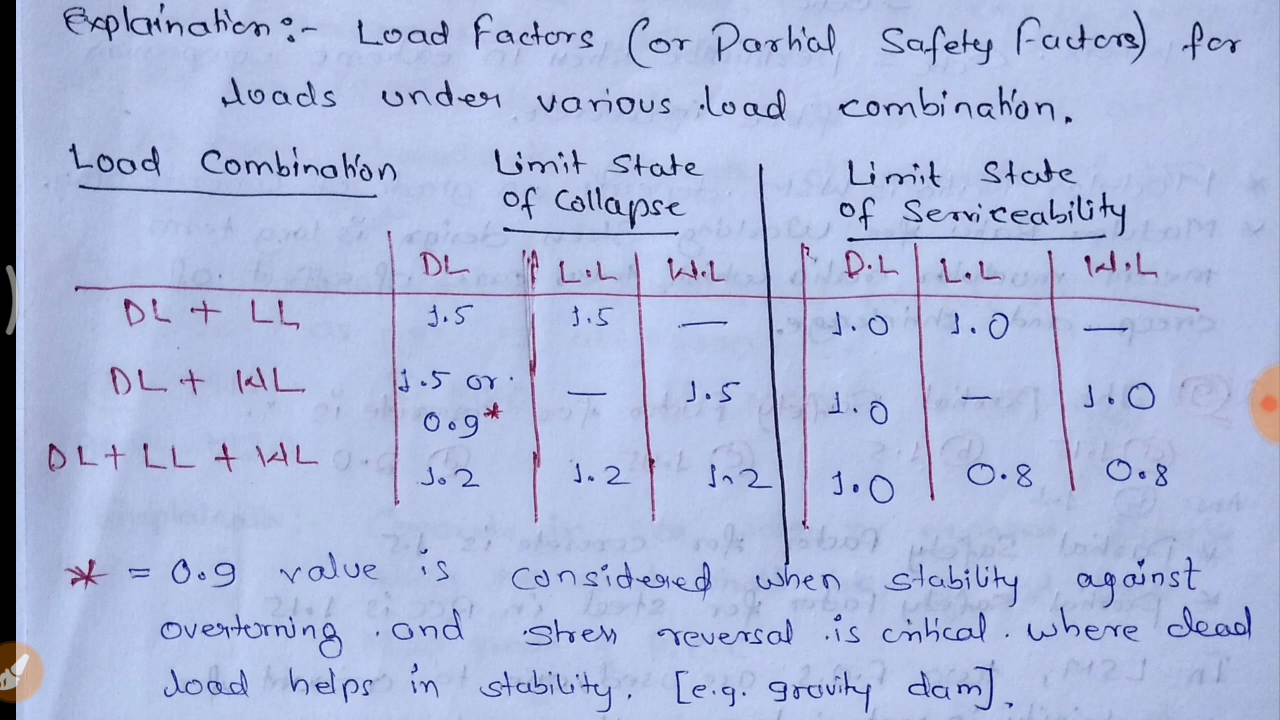 Explaination:- Load Factors (or Partial Safety Factors) for
loads under various load combination.
Load Combination Limit State of Collapse Limit State of Serviceability
DL L.L W.L D.L L.L W.L
DL + LL 1.5 1.5 — 1.0 1.0 —
DL + WL 1.5 or 0.9* — 1.5 1.0 — 1.0
DL + LL + WL 1.2 1.2 1.2 1.0 0.8 0.8
* = 0.9 value is considered when stability against
overturning and stress reversal is critical where dead
load helps in stability. [e.g. gravity dam].